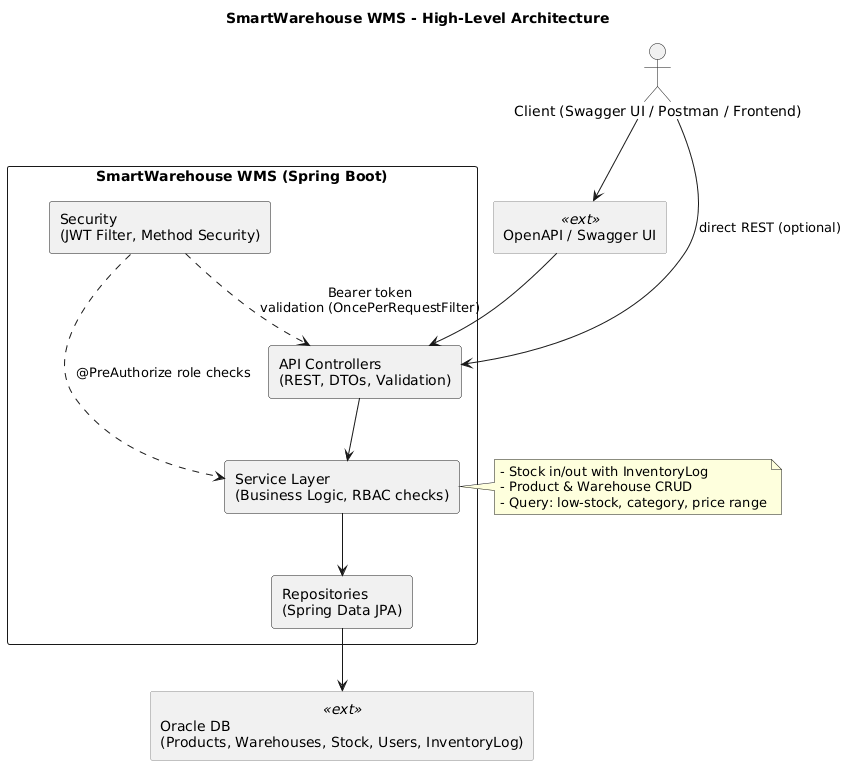 SmartWarehouse WMS - High-Level Architecture
Client (Swagger UI / Postman / Frontend)
SmartWarehouse WMS (Spring Boot)
Security
(JWT Filter, Method Security)
«ext»
OpenAPI / Swagger UI
direct REST (optional)
Bearer token
validation (OncePerRequestFilter)
@PreAuthorize role checks
API Controllers
(REST, DTOs, Validation)
Service Layer
(Business Logic, RBAC checks)
- Stock in/out with InventoryLog
- Product & Warehouse CRUD
- Query: low-stock, category, price range
Repositories
(Spring Data JPA)
«ext»
Oracle DB
(Products, Warehouses, Stock, Users, InventoryLog)